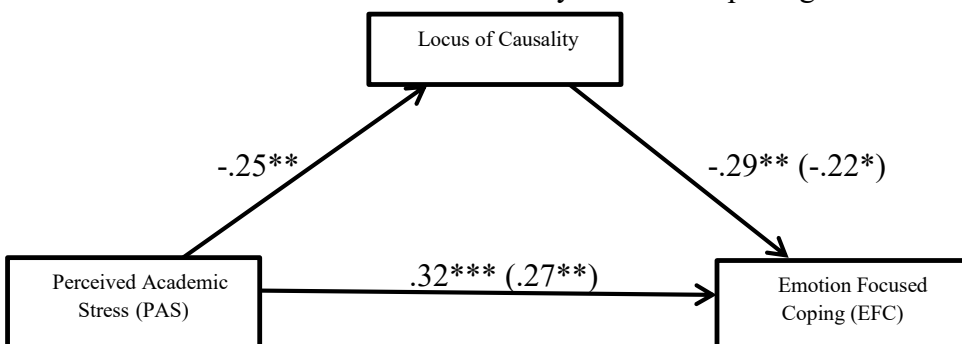 Locus of Causality
-.25**
-.29** (-.22*)
.32*** (.27**)
Perceived Academic
Stress (PAS)
Emotion Focused
Coping (EFC)